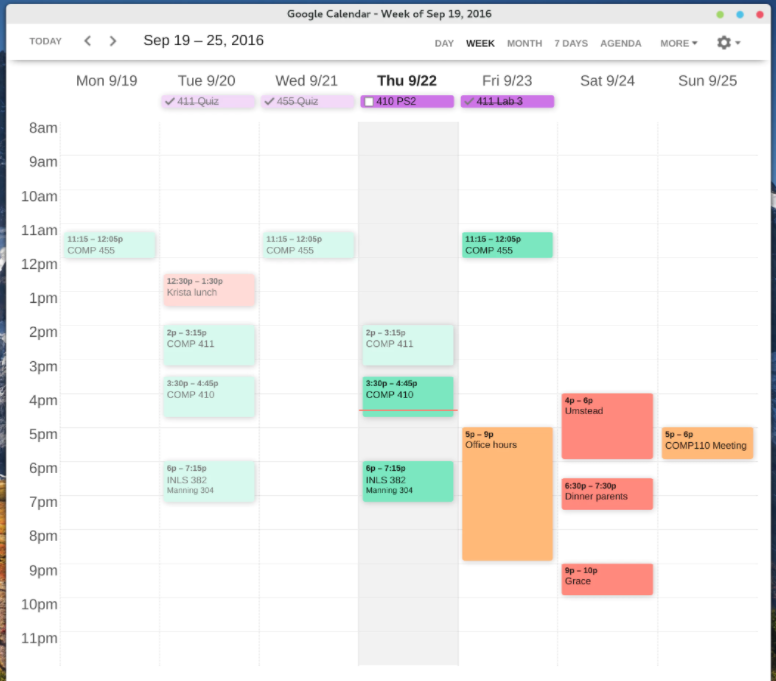 Google Calendar - Week of Sep 19, 2016
TODAY
Sep 19 – 25, 2016
DAY WEEK MONTH 7 DAYS AGENDA MORE
Mon 9/19 Tue 9/20 Wed 9/21 Thu 9/22 Fri 9/23 Sat 9/24 Sun 9/25
411 Quiz 455 Quiz 410 PS2 411 Lab 3
8am
9am
10am
11am
11:15 – 12:05p 11:15 – 12:05p 11:15 – 12:05p
COMP 455 COMP 455 COMP 455
12pm
12:30p – 1:30p
Krista lunch
1pm
2pm
2p – 3:15p 2p – 3:15p
COMP 411 COMP 411
3pm
3:30p – 4:45p 3:30p – 4:45p
COMP 410 COMP 410
4pm
4p – 6p
Umstead
5pm
5p – 9p 5p – 6p
Office hours COMP110 Meeting
6pm
6p – 7:15p 6p – 7:15p
INLS 382 INLS 382
Manning 304 Manning 304
6:30p – 7:30p
Dinner parents
7pm
8pm
9pm
9p – 10p
Grace
10pm
11pm